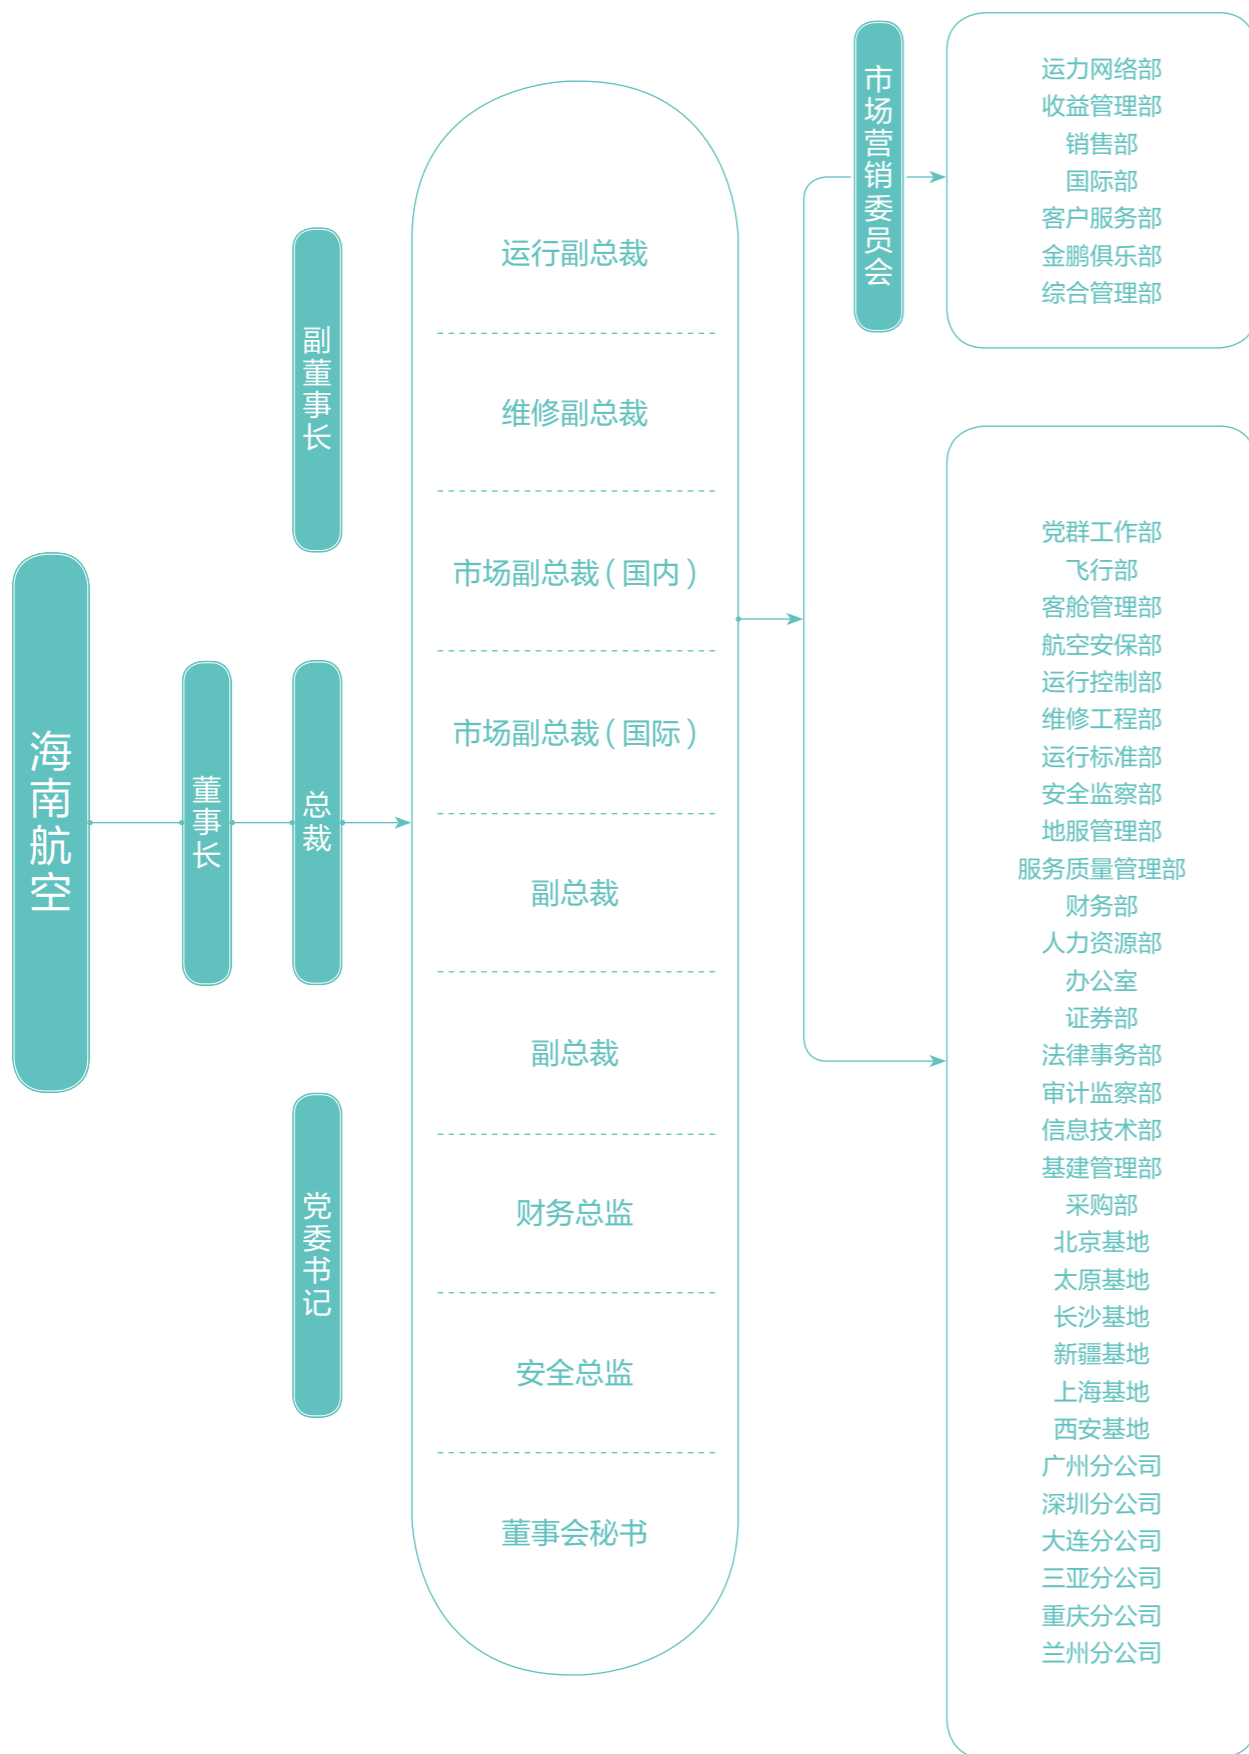 海南航空
董事长
副董事长
总裁
党委书记
运行副总裁
维修副总裁
市场副总裁(国内)
市场副总裁(国际)
副总裁
副总裁
财务总监
安全总监
董事会秘书
市场营销委员会
运力网络部
收益管理部
销售部
国际部
客户服务部
金鹏俱乐部
综合管理部
党群工作部
飞行部
客舱管理部
航空安保部
运行控制部
维修工程部
运行标准部
安全监察部
地服管理部
服务质量管理部
财务部
人力资源部
办公室
证券部
法律事务部
审计监察部
信息技术部
基建管理部
采购部
北京基地
太原基地
长沙基地
新疆基地
上海基地
西安基地
广州分公司
深圳分公司
大连分公司
三亚分公司
重庆分公司
兰州分公司